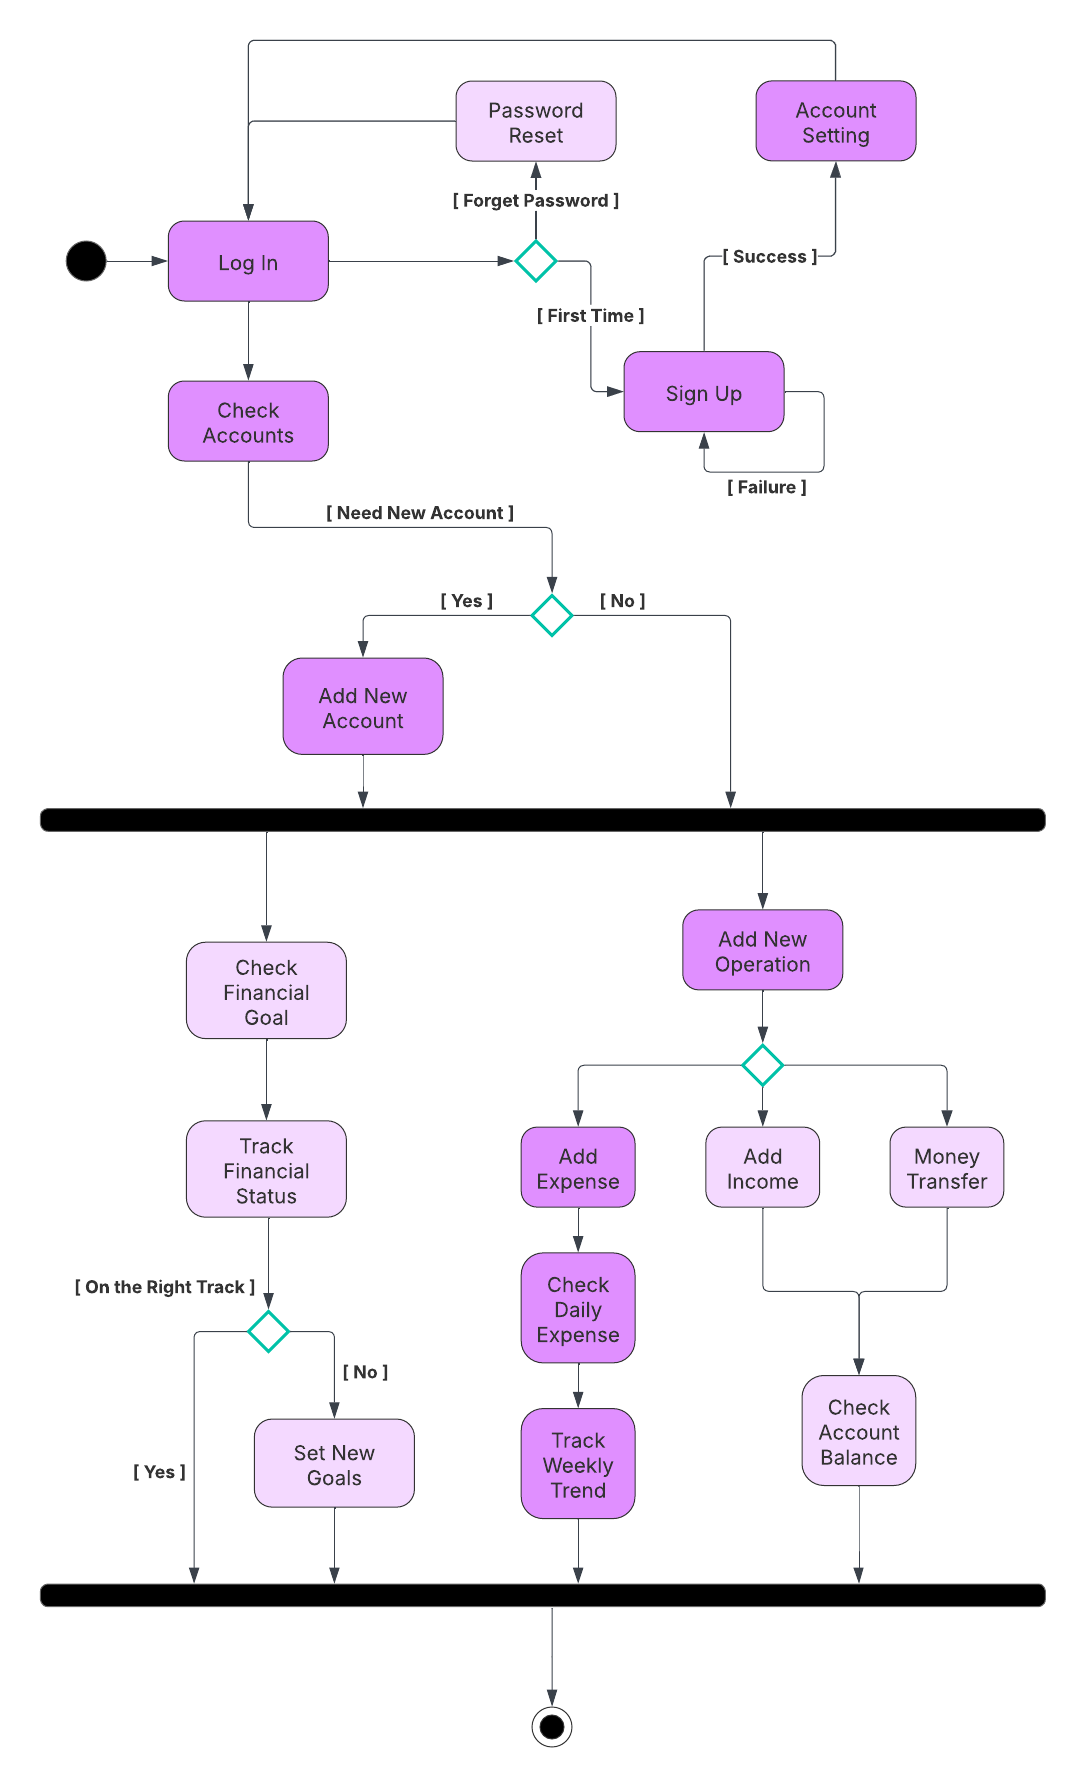 Password
Reset
Account
Setting
[ Forget Password ]
Log In
[ Success ]
[ First Time ]
Sign Up
Check
Accounts
[ Failure ]
[ Need New Account ]
[ Yes ]
[ No ]
Add New
Account
Check
Financial
Goal
Add New
Operation
Track
Financial
Status
Add
Expense
Add
Income
Money
Transfer
[ On the Right Track ]
Check
Daily
Expense
[ No ]
Set New
Goals
[ Yes ]
Track
Weekly
Trend
Check
Account
Balance